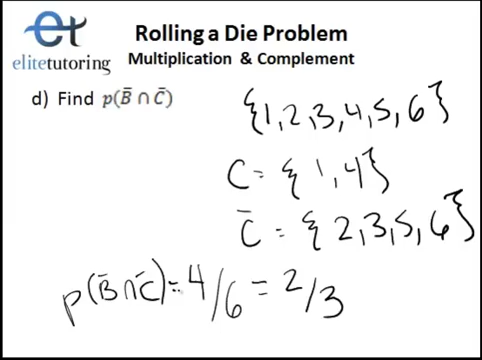 et
elitetutoring
Rolling a Die Problem
Multiplication & Complement
d) Find p(B̄ ∩ C̄)
{1,2,3,4,5,6}
C = {1,4}
C̄ = {2,3,5,6}
p(B̄∩C̄)=4/6 = 2/3